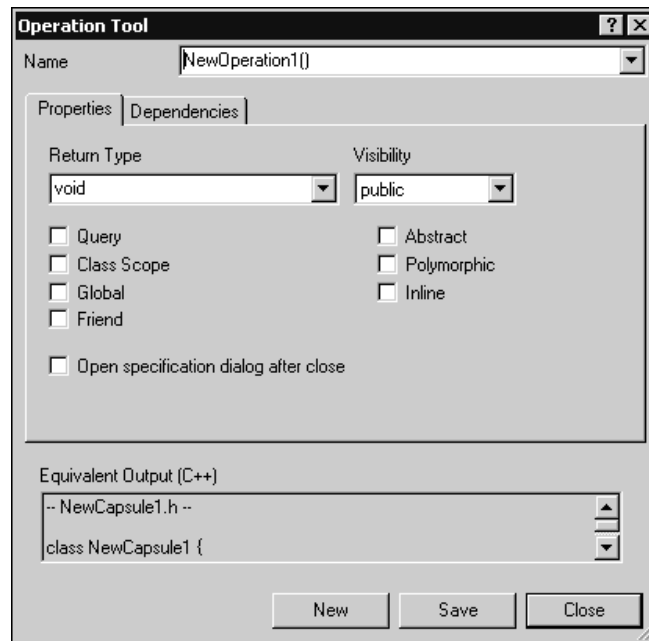 Operation Tool
Name NewOperation1()
Properties Dependencies
Return Type Visibility
void public
Query Abstract
Class Scope Polymorphic
Global Inline
Friend
Open specification dialog after close
Equivalent Output (C++)
-- NewCapsule1.h --
class NewCapsule1 {
New Save Close